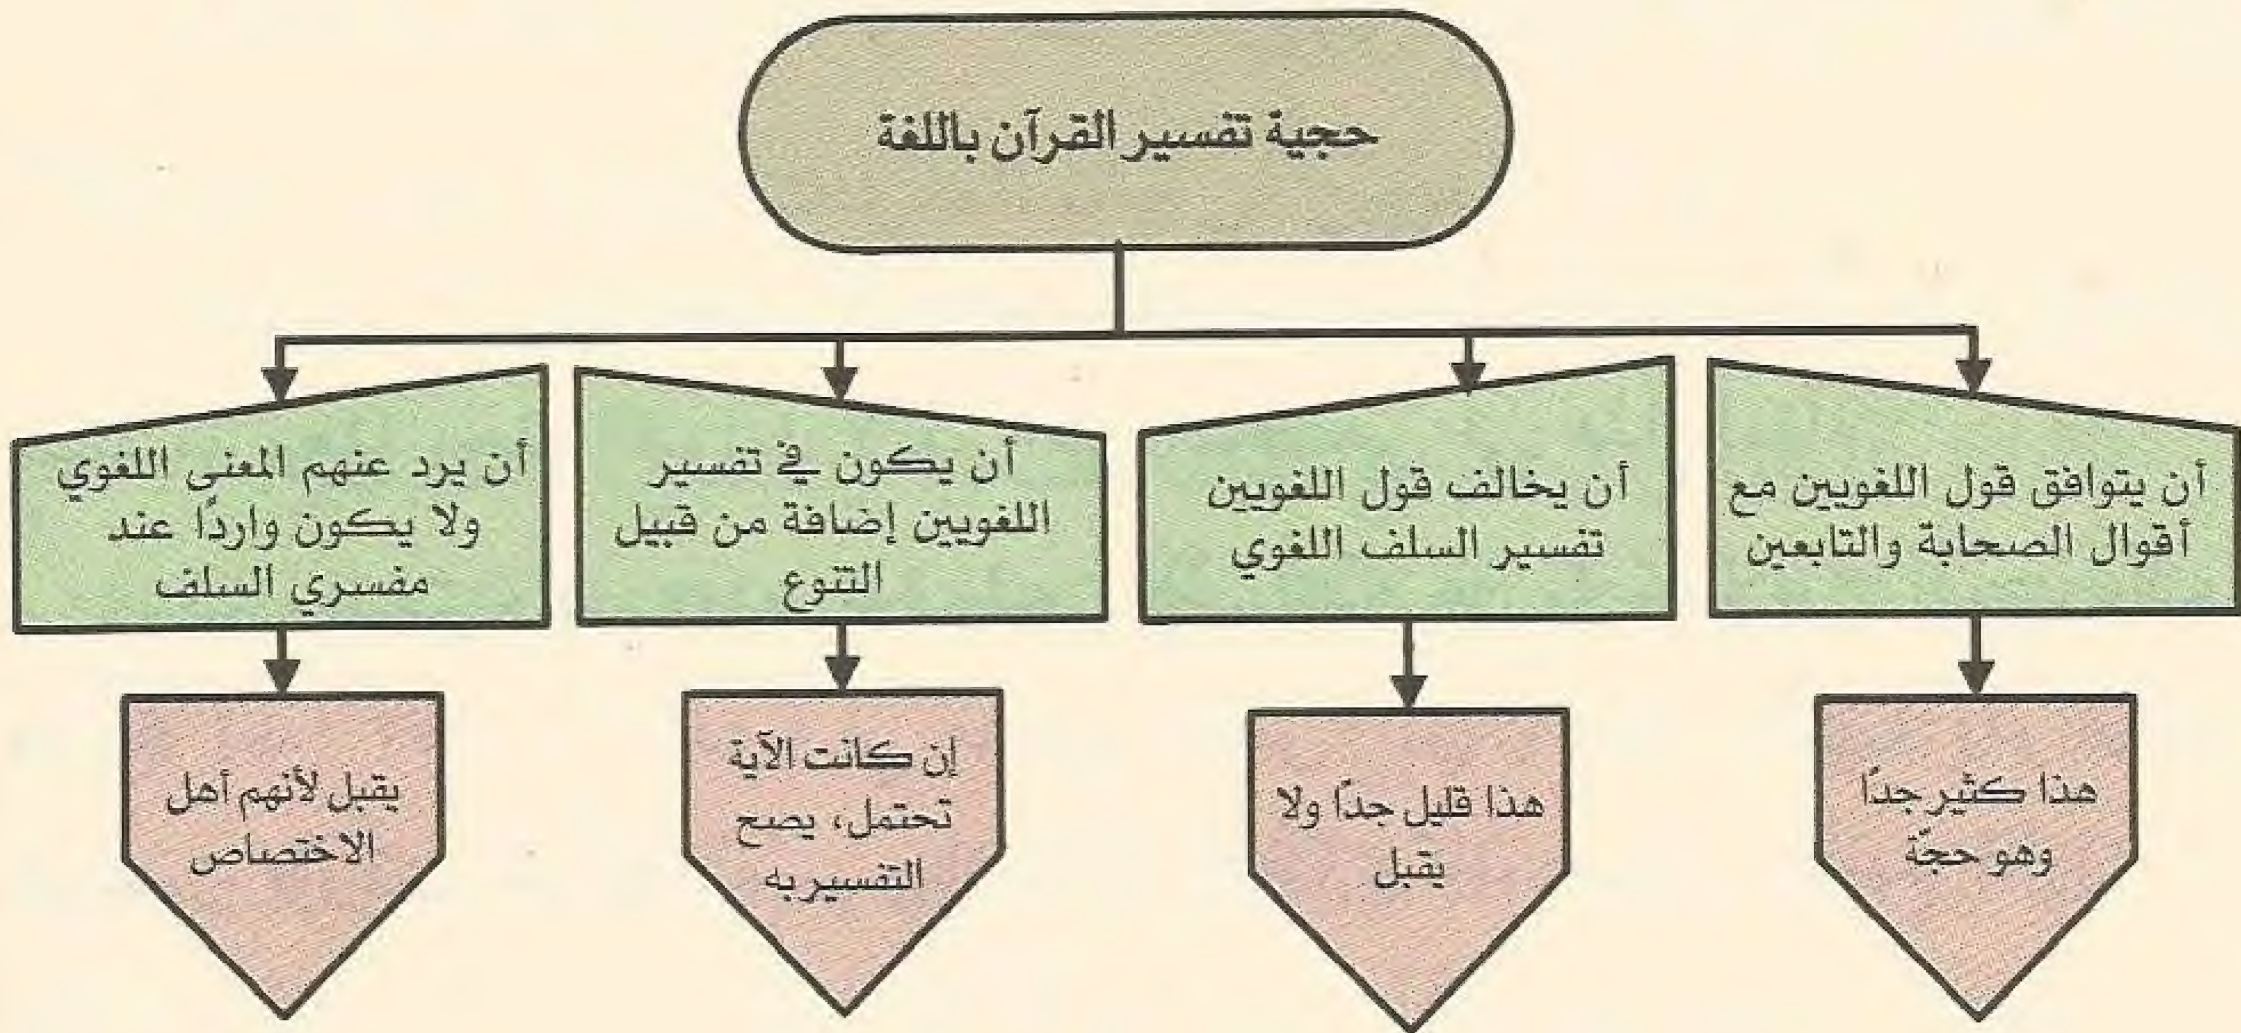 حجية تفسير القرآن باللغة
أن يتوافق قول اللغويين مع
أقوال الصحابة والتابعين
هذا كثير جدًا
وهو حجّة
أن يخالف قول اللغويين
تفسير السلف اللغوي
هذا قليل جدًا ولا
يقبل
أن يكون في تفسير
اللغويين إضافة من قبيل
التنوع
إن كانت الآية
تحتمل، يصح
التفسير به
أن يرد عنهم المعنى اللغوي
ولا يكون واردًا عند
مفسري السلف
يقبل لأنهم أهل
الاختصاص